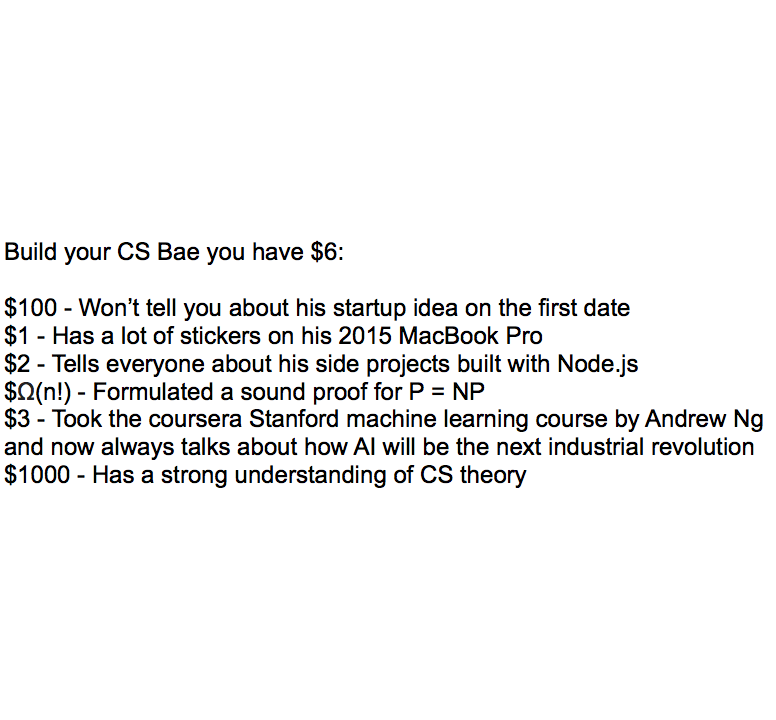 Build your CS Bae you have $6:
$100 - Won’t tell you about his startup idea on the first date
$1 - Has a lot of stickers on his 2015 MacBook Pro
$2 - Tells everyone about his side projects built with Node.js
$Ω(n!) - Formulated a sound proof for P = NP
$3 - Took the coursera Stanford machine learning course by Andrew Ng
and now always talks about how AI will be the next industrial revolution
$1000 - Has a strong understanding of CS theory